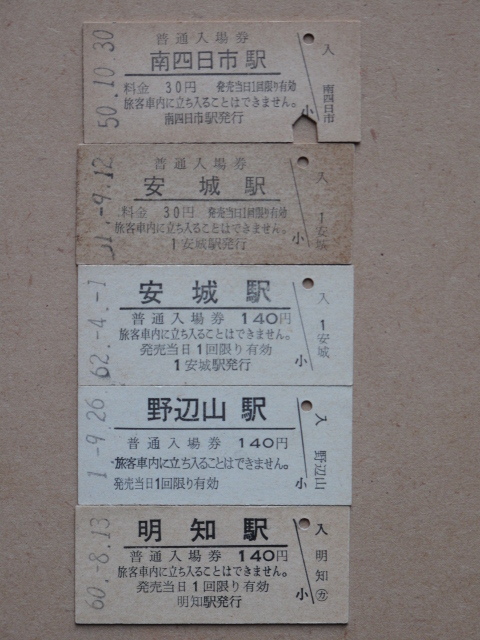 50.10.30
普通入場券
南四日市駅
料金 30円 発売当日1回限り有効
旅客車内に立ち入ることはできません。
南四日市駅発行
入
小
南四日市
-9.12
普通入場券
安城駅
料金 30円 発売当日1回限り有効
旅客車内に立ち入ることはできません。
1安城駅発行
入
小
1安城
62.-4.-1
安城駅
普通入場券 140円
旅客車内に立ち入ることはできません。
発売当日1回限り有効
1安城駅発行
入
小
1安城
1.-9.26
野辺山駅
普通入場券 140円
旅客車内に立ち入ることはできません。
発売当日1回限り有効
入
小
野辺山
60.-8.13
明知駅
普通入場券 140円
旅客車内に立ち入ることはできません。
発売当日1回限り有効
明知駅発行
入
小
明知㋕